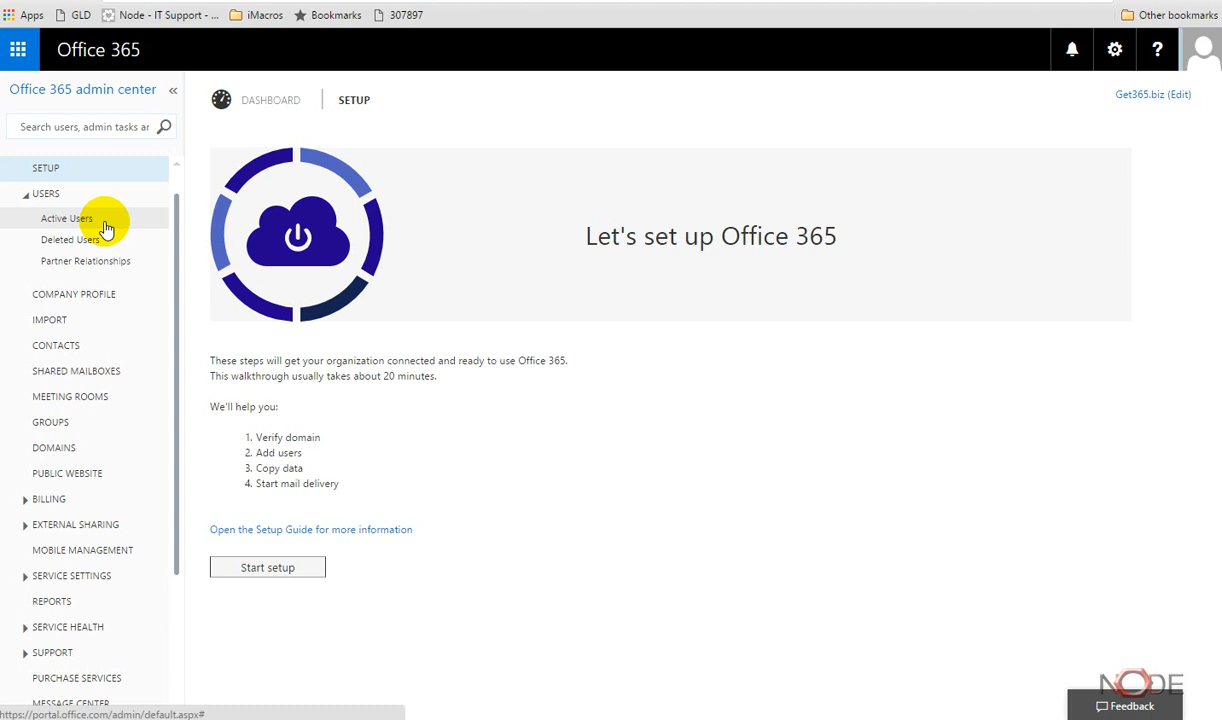 Apps
GLD
Node - IT Support - ...
iMacros
Bookmarks
307897
Other bookmarks
Office 365
?
Office 365 admin center «
Search users, admin tasks ar
DASHBOARD
SETUP
Get365.biz (Edit)
SETUP
USERS
Active Users
Deleted Users
Partner Relationships
COMPANY PROFILE
IMPORT
CONTACTS
SHARED MAILBOXES
MEETING ROOMS
GROUPS
DOMAINS
PUBLIC WEBSITE
BILLING
EXTERNAL SHARING
MOBILE MANAGEMENT
SERVICE SETTINGS
REPORTS
SERVICE HEALTH
SUPPORT
PURCHASE SERVICES
MESSAGE CENTER
https://portal.office.com/admin/default.aspx#
Let's set up Office 365
These steps will get your organization connected and ready to use Office 365.
This walkthrough usually takes about 20 minutes.
We'll help you:
1. Verify domain
2. Add users
3. Copy data
4. Start mail delivery
Open the Setup Guide for more information
Start setup
NODE
Feedback